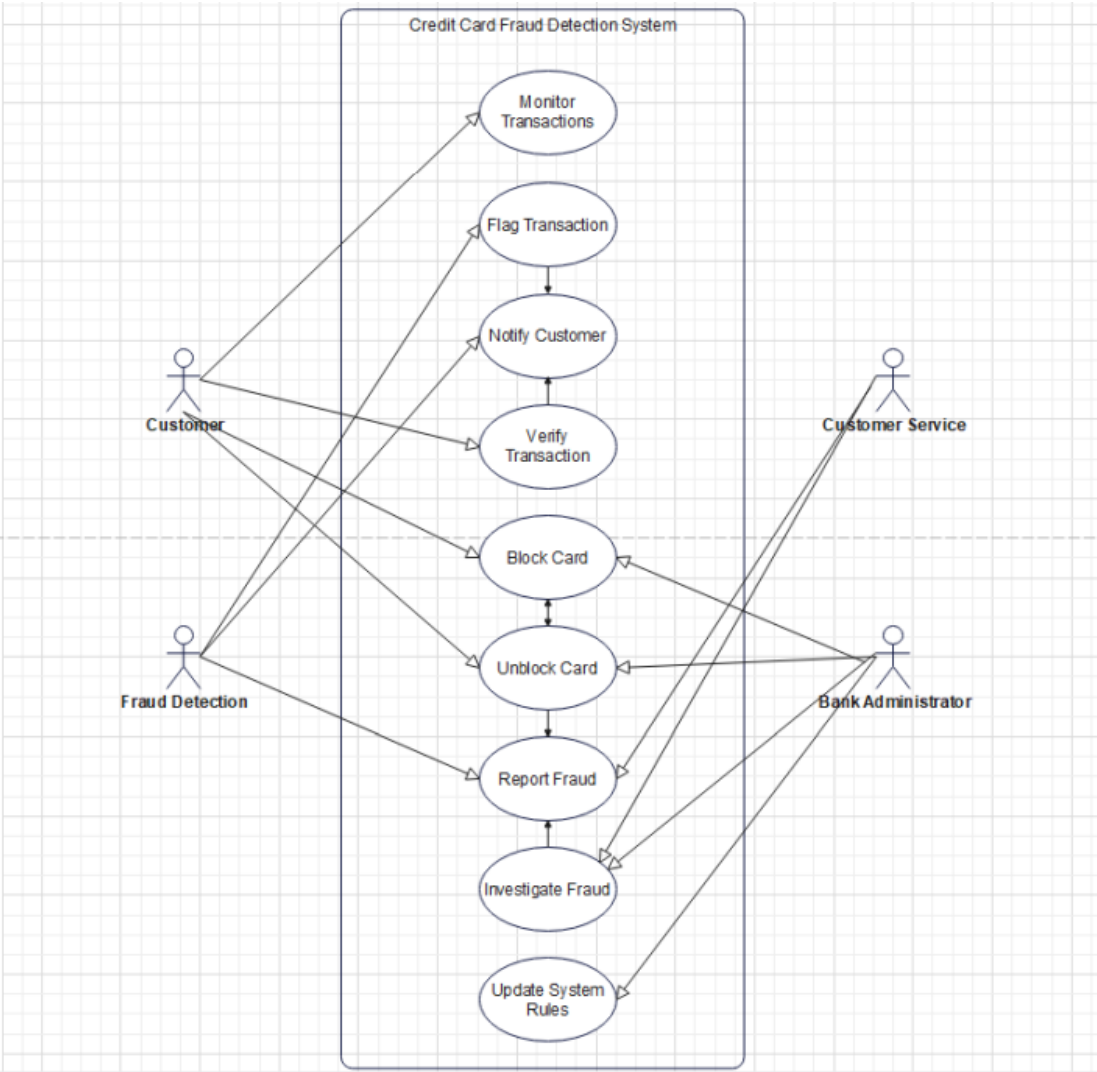 Credit Card Fraud Detection System
Monitor
Transactions
Flag Transaction
Notify Customer
Customer
Customer Service
Verify
Transaction
Block Card
Unblock Card
Fraud Detection
Bank Administrator
Report Fraud
Investigate Fraud
Update System
Rules